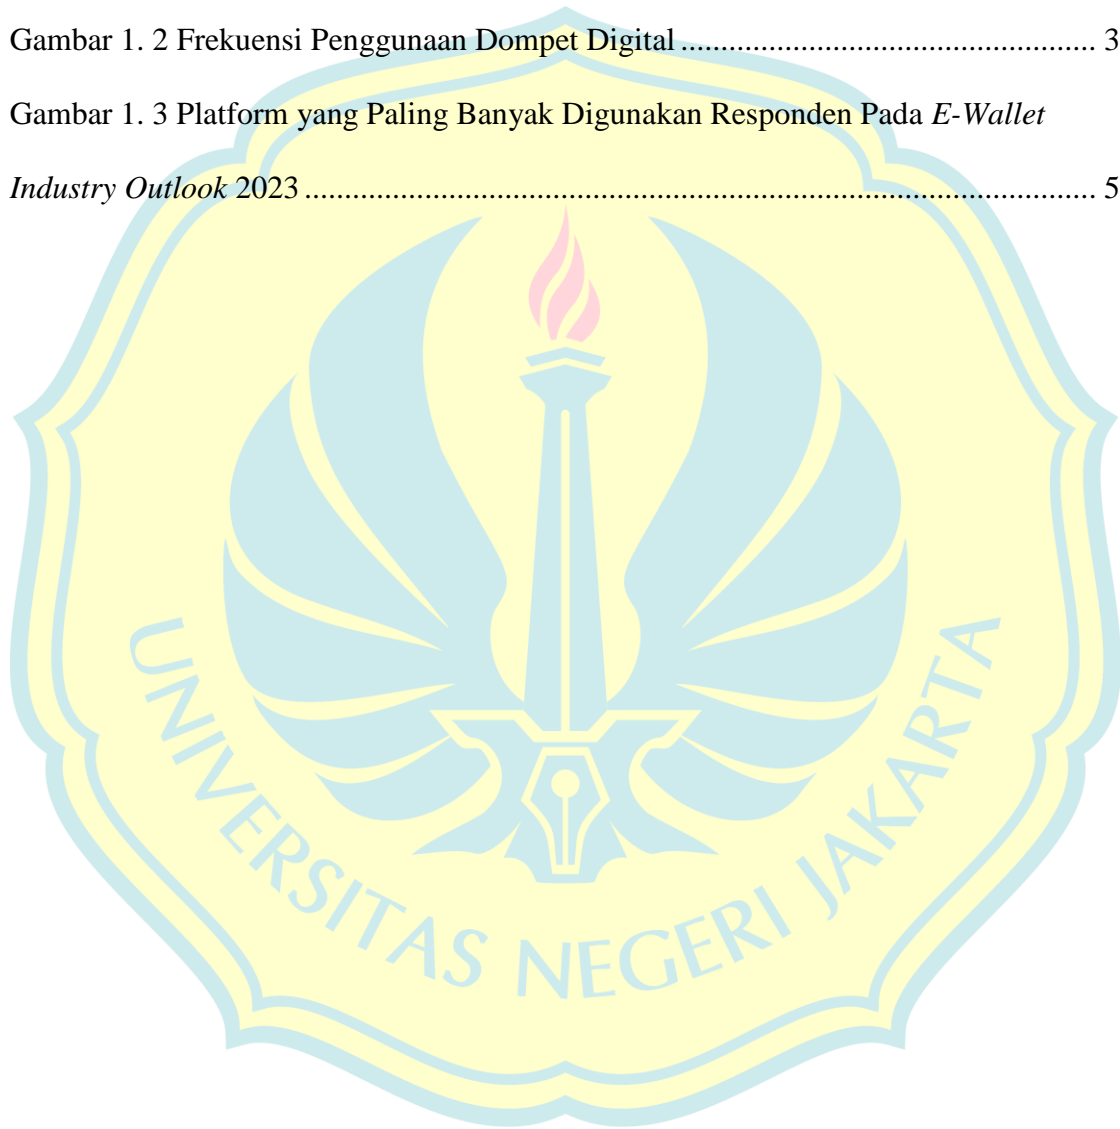 Gambar 1. 2 Frekuensi Penggunaan Dompet Digital .................................................... 3
Gambar 1. 3 Platform yang Paling Banyak Digunakan Responden Pada E-Wallet
Industry Outlook 2023 ................................................................................................... 5
UNIVERSITAS NEGERI JAKARTA